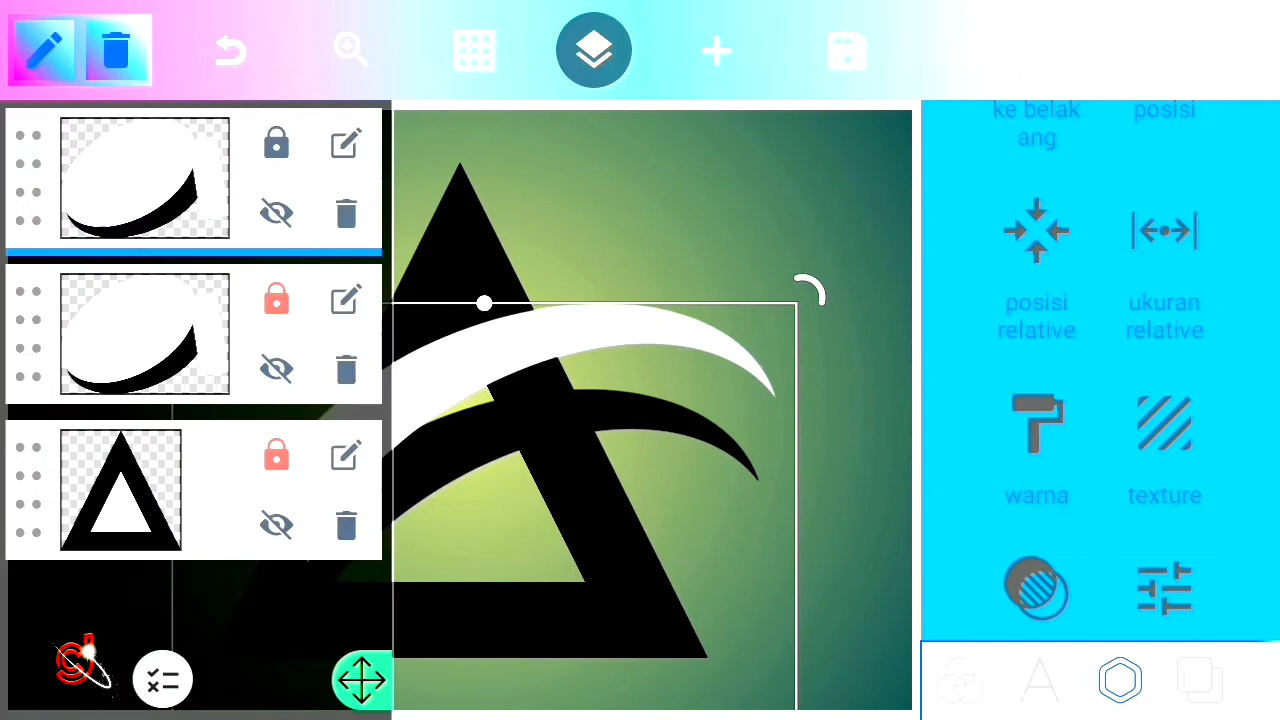 ke belak
ang
posisi
posisi
relative
ukuran
relative
warna
texture